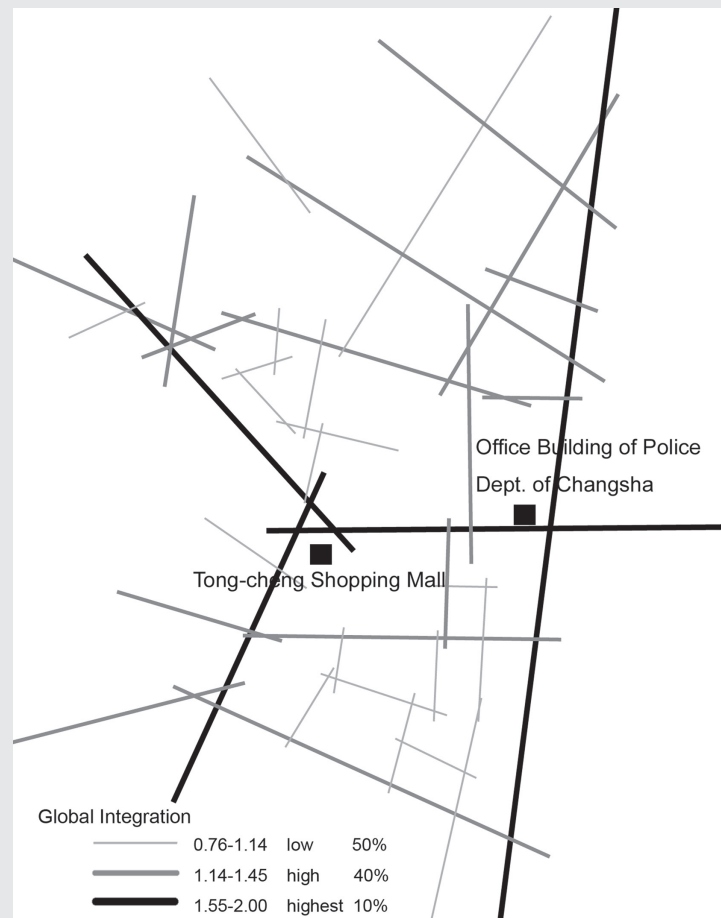 Office Building of Police
Dept. of Changsha
Tong-cheng Shopping Mall
Global Integration
0.76-1.14 low 50%
1.14-1.45 high 40%
1.55-2.00 highest 10%